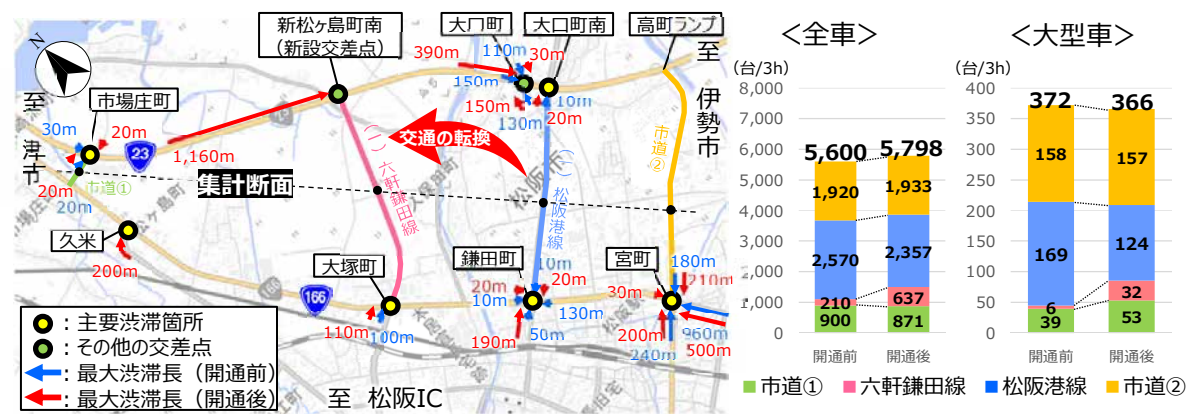 N
至
津
市
市場庄町
30m
20m
23
1,160m
20m
20m
市道①
久米
200m
集計断面
新松ヶ島町南
(新設交差点)
390m
大口町
大口町南
高町ランプ
110m
30m
150m
150m
130m
10m
20m
至
伊
勢
市
交通の転換
(一)六軒鎌田線
松阪市
(一)松阪港線
市道②
大塚町
166
110m
100m
鎌田町
10m
20m
20m
10m
130m
50m
190m
宮町
180m
210m
30m
200m
240m
960m
500m
至 松阪IC
:主要渋滞箇所
:その他の交差点
:最大渋滞長(開通前)
:最大渋滞長(開通後)
<全車>
(台/3h)
8,000
7,000
6,000
5,000
4,000
3,000
2,000
1,000
0
5,600
5,798
1,920
1,933
2,570
2,357
210
637
900
871
開通前
開通後
<大型車>
(台/3h)
400
350
300
250
200
150
100
50
0
372
366
158
157
169
124
6
32
39
53
開通前
開通後
市道① 六軒鎌田線 松阪港線 市道②